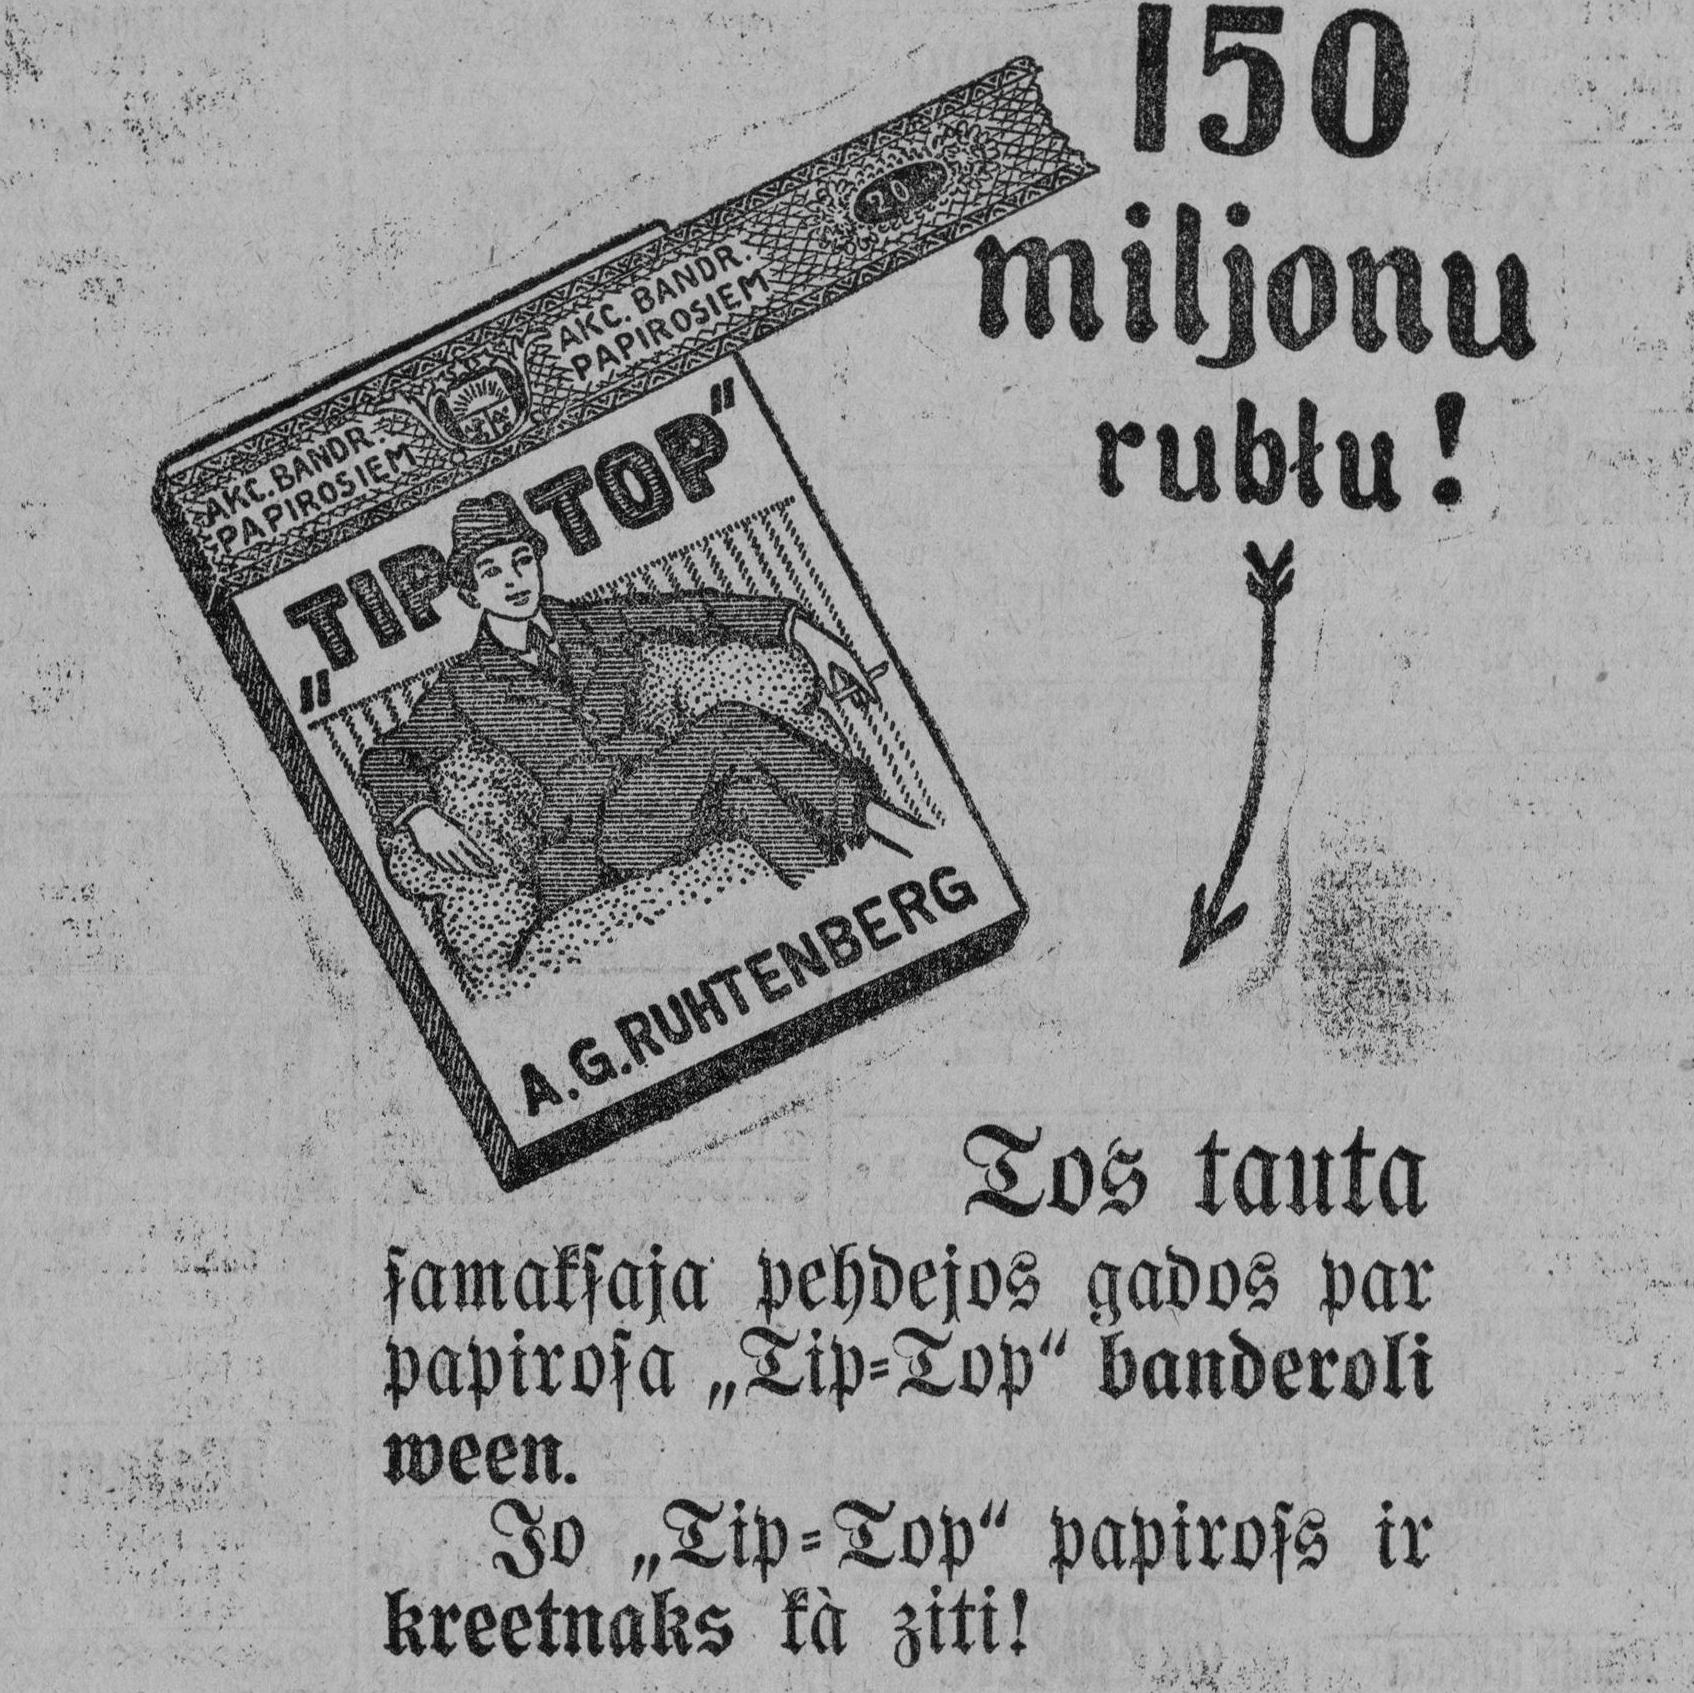 150
miljonu
rubłu!
20
AKC. BANDR.
PAPIROSIEM
AKC. BANDR.
PAPIROSIEM
„TIP TOP“
A.G.RUHTENBERG
Tos tauta
ſamakſaja pehdejos gados par
papiroſa „Tip=Top“ banderoli
ween.
Jo „Tip=Top“ papiroſs ir
kreetnaks kà ziti!